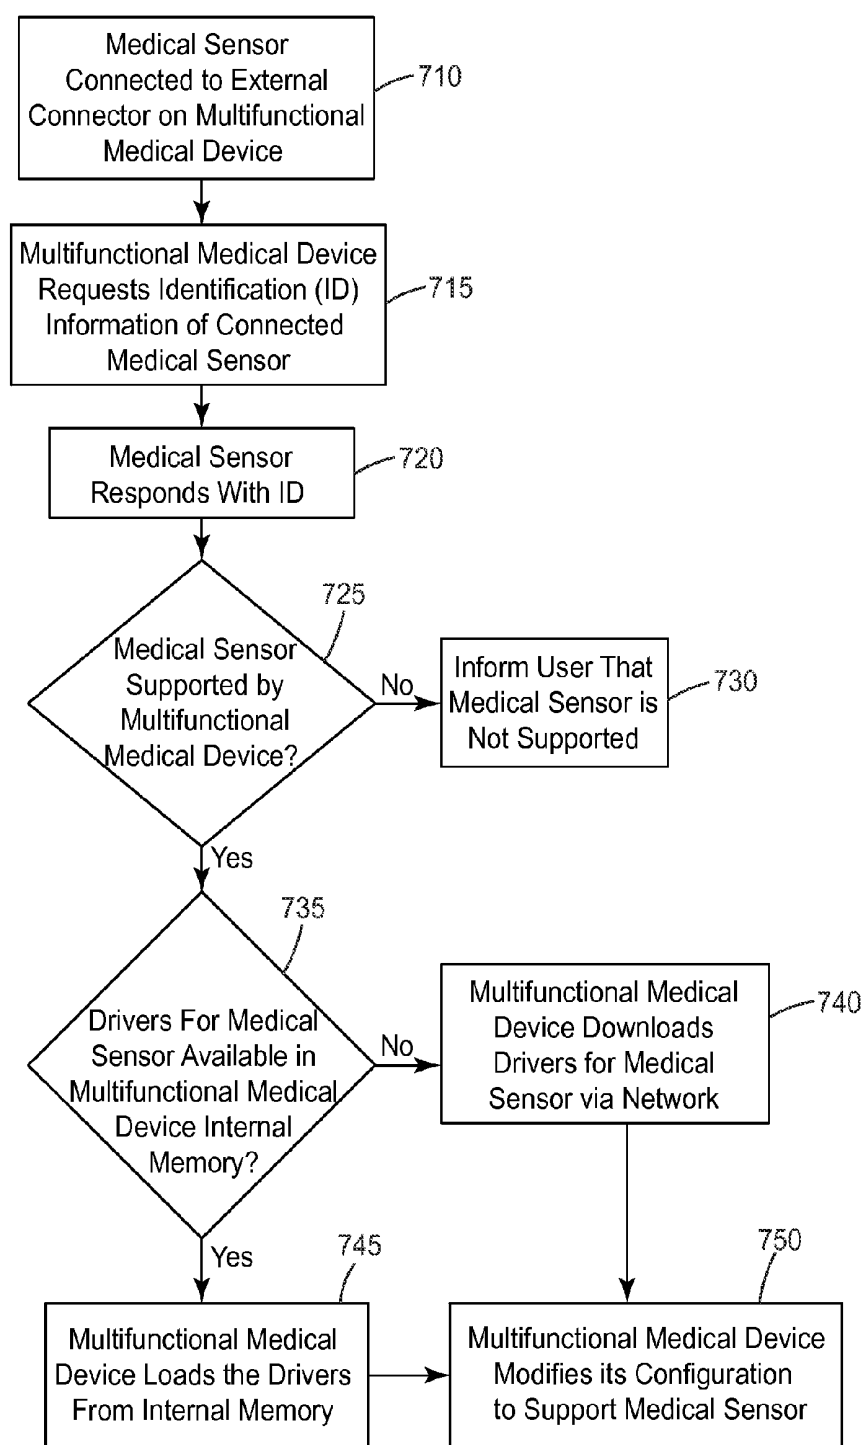 Medical Sensor
Connected to External
Connector on Multifunctional
Medical Device
710
Multifunctional Medical Device
Requests Identification (ID)
Information of Connected
Medical Sensor
715
Medical Sensor
Responds With ID
720
725
Medical Sensor
Supported by
Multifunctional
Medical Device?
No
Inform User That
Medical Sensor is
Not Supported
730
Yes
735
Drivers For Medical
Sensor Available in
Multifunctional Medical
Device Internal
Memory?
No
Multifunctional Medical
Device Downloads
Drivers for Medical
Sensor via Network
740
Yes
745
Multifunctional Medical
Device Loads the Drivers
From Internal Memory
750
Multifunctional Medical Device
Modifies its Configuration
to Support Medical Sensor